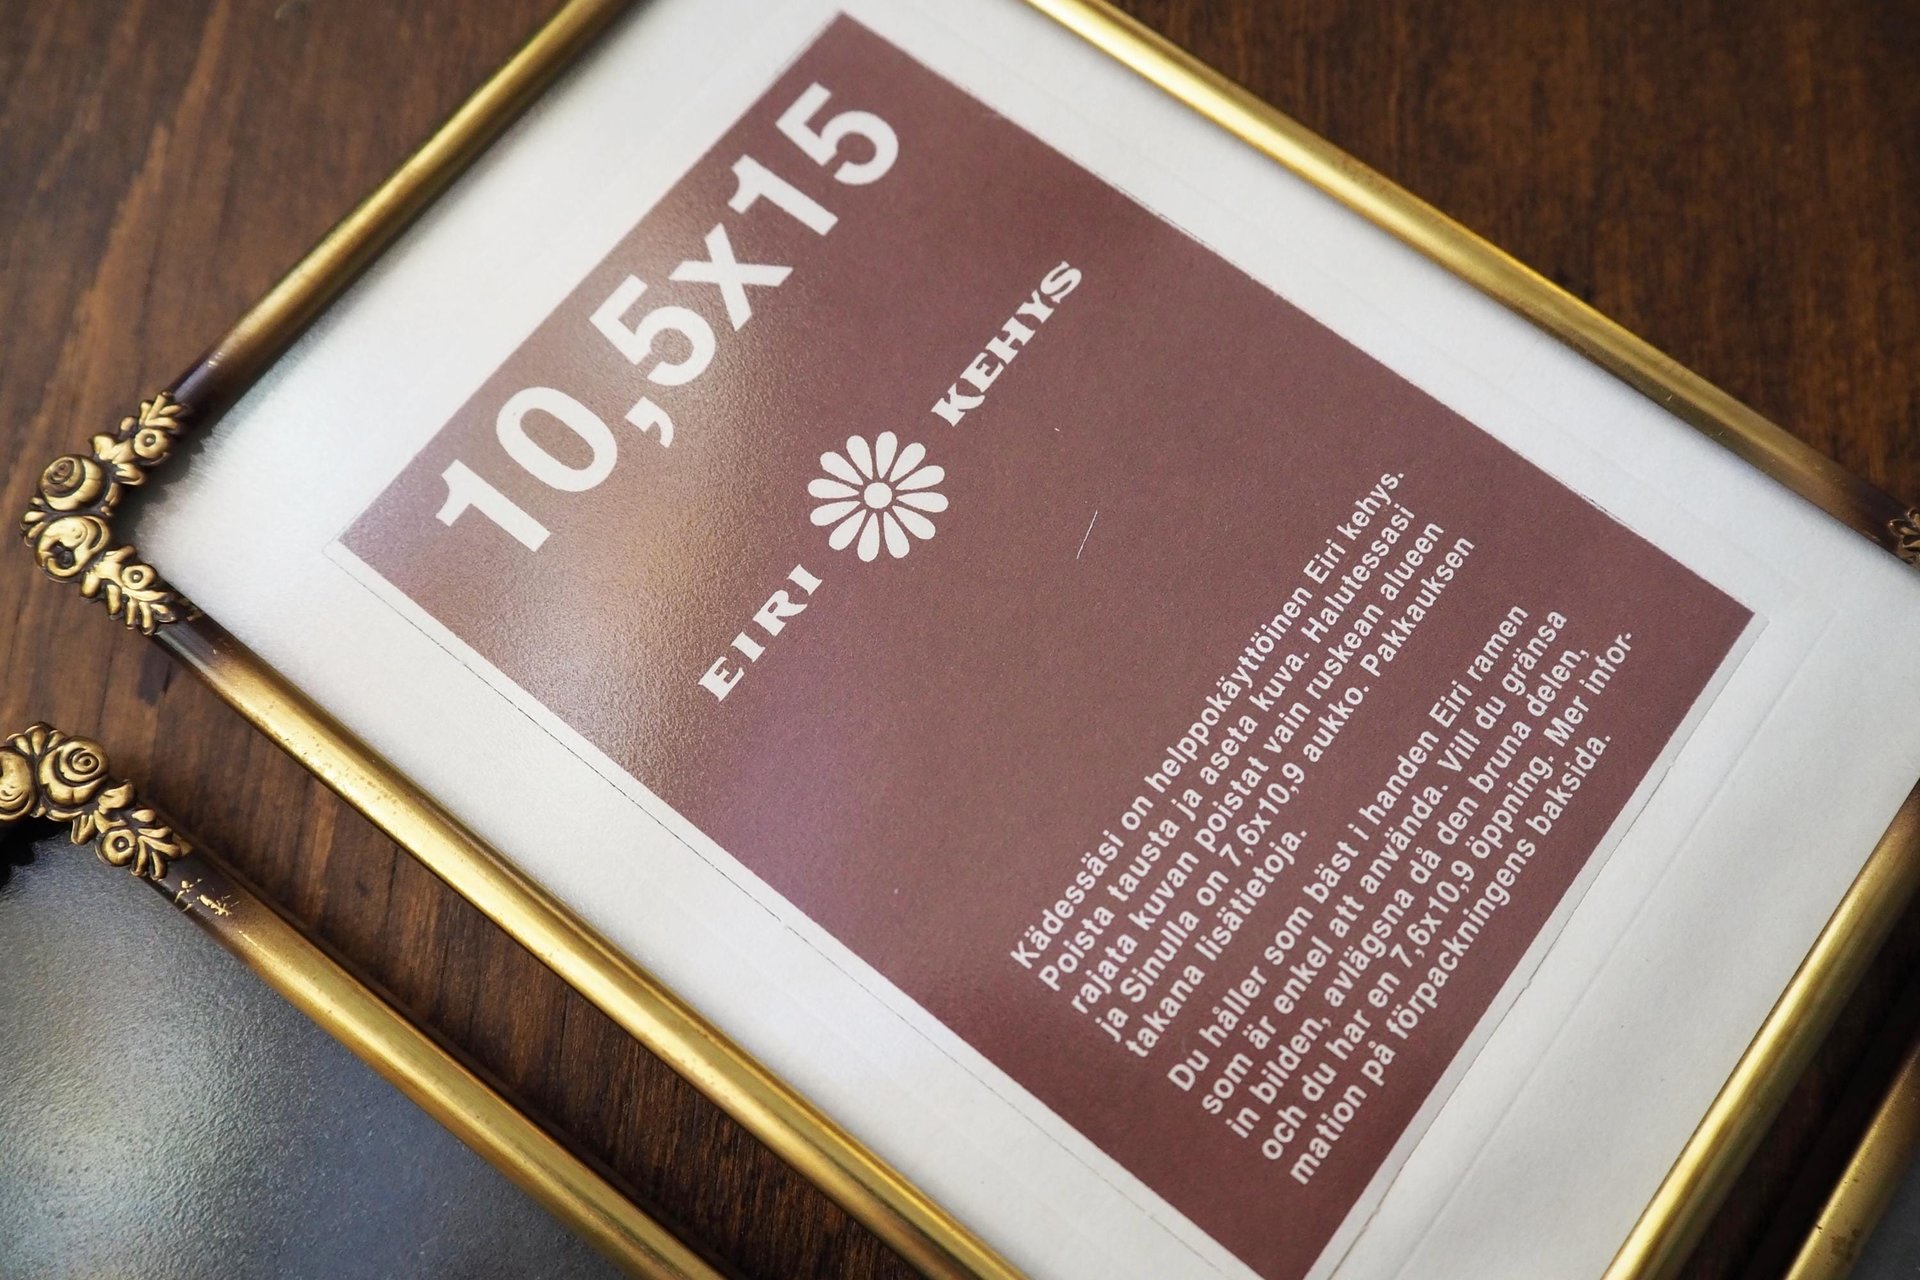 10,5x15
EIRI KEHYS
Kädessäsi on helppokäyttöinen Eiri kehys.
Poista tausta ja aseta kuva. Halutessasi
rajata kuvan poistat vain ruskean alueen
ja Sinulla on 7,6x10,9 aukko. Pakkauksen
takana lisätietoja.
Du håller som bäst i handen Eiri ramen
som är enkel att använda. Vill du gränsa
in bilden, avlägsna då den bruna delen,
och du har en 7,6x10,9 öppning. Mer infor-
mation på förpackningens baksida.